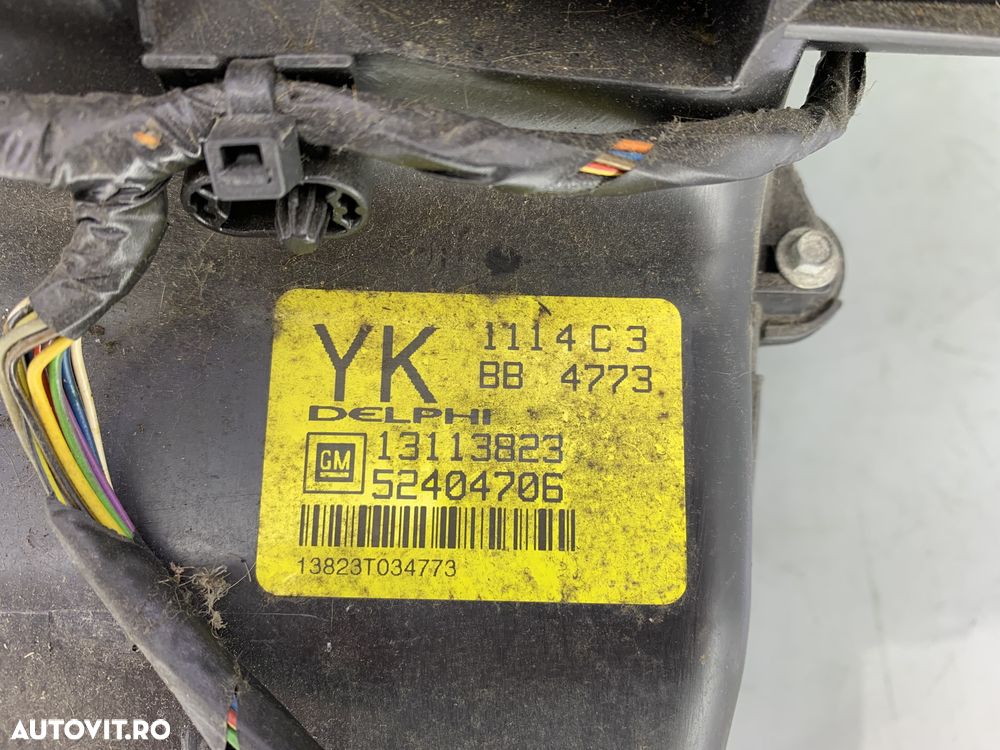 YK
1114C3
BB 4773
DELPHI
GM
13113823
52404706
13823T034773
AUTOVIT.RO